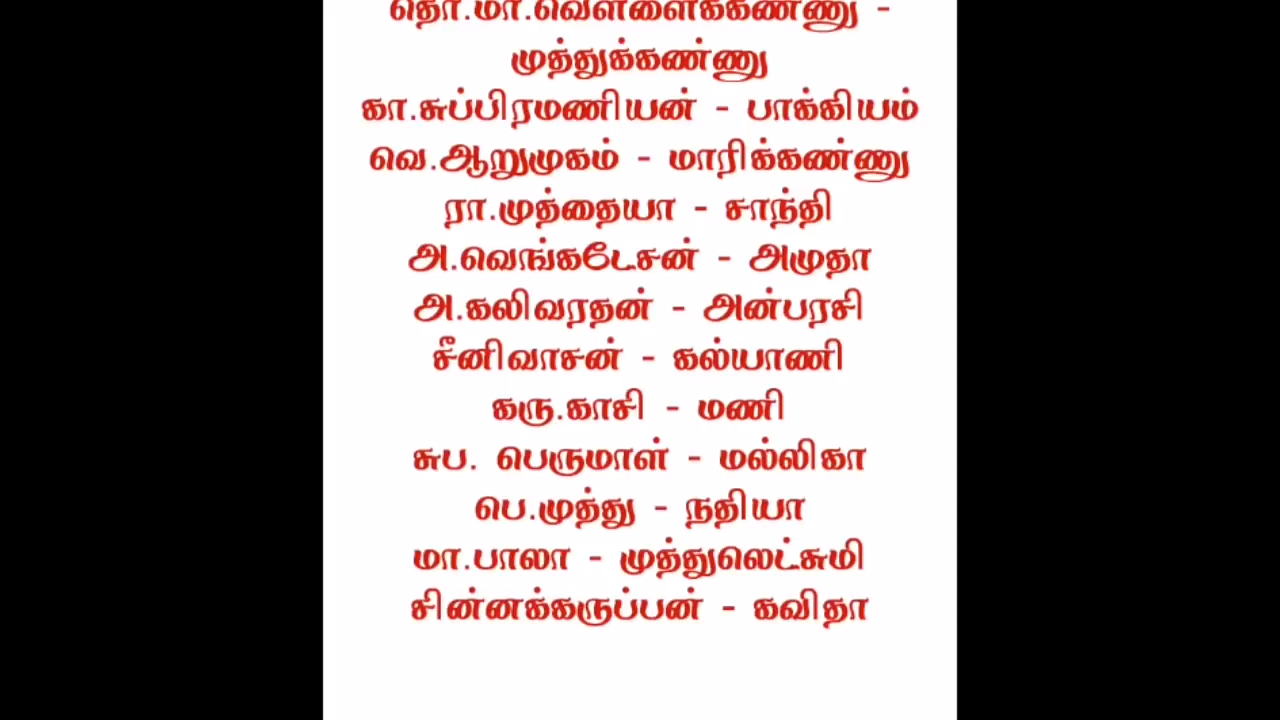 தொ.மா.வெள்ளைக்கண்ணு -
முத்துக்கண்ணு
கா.சுப்பிரமணியன் - பாக்கியம்
வெ.ஆறுமுகம் - மாரிக்கண்ணு
ரா.முத்தையா - சாந்தி
அ.வெங்கடேசன் - அமுதா
அ.கலிவரதன் - அன்பரசி
சீனிவாசன் - கல்யாணி
கரு.காசி - மணி
சுப. பெருமாள் - மல்லிகா
பெ.முத்து - நதியா
மா.பாலா - முத்துலெட்சுமி
சின்னக்கருப்பன் - கவிதா